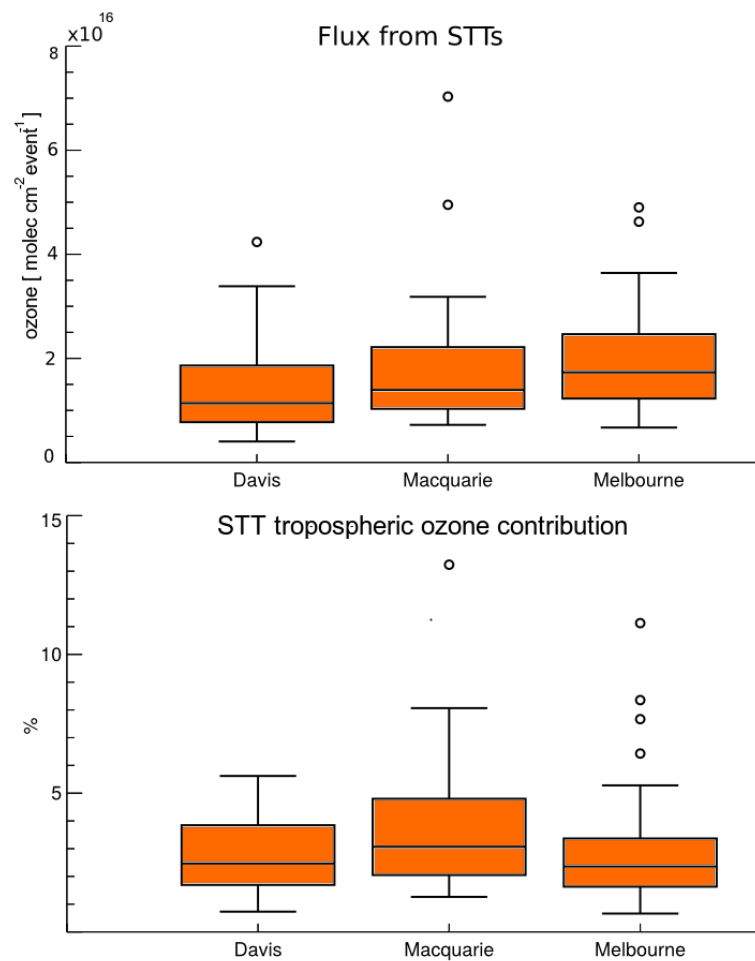 x10^16
Flux from STTs
8
6
4
2
0
ozone [ molec cm^-2 event^-1 ]
Davis Macquarie Melbourne
STT tropospheric ozone contribution
15
10
5
%
Davis Macquarie Melbourne